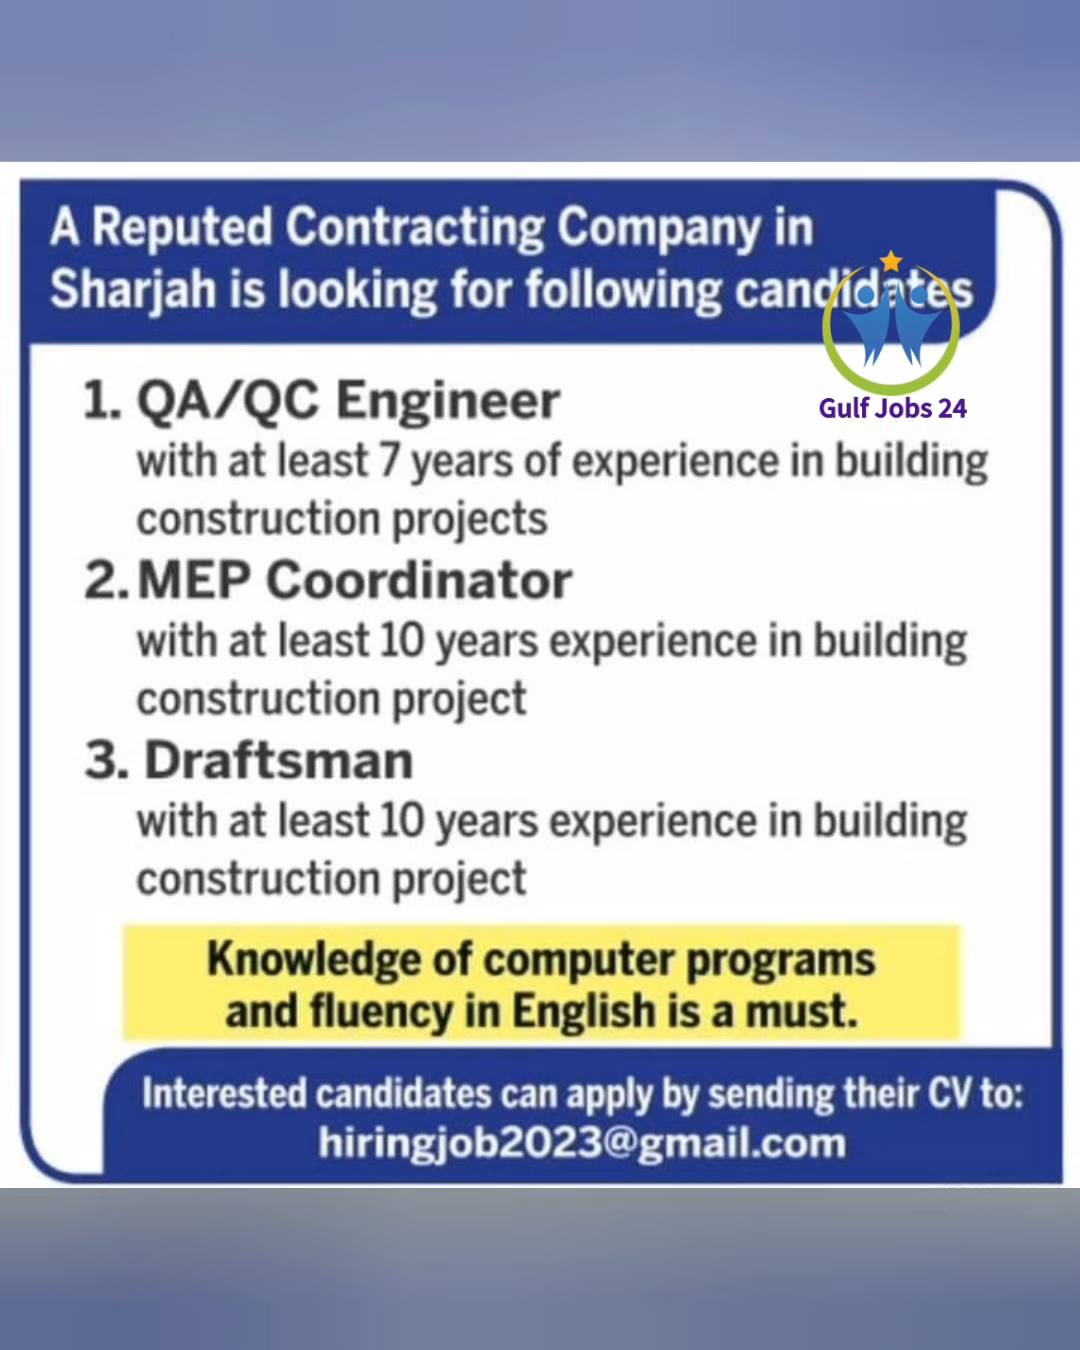 A Reputed Contracting Company in
Sharjah is looking for following candidates
Gulf Jobs 24
1. QA/QC Engineer
with at least 7 years of experience in building
construction projects
2. MEP Coordinator
with at least 10 years experience in building
construction project
3. Draftsman
with at least 10 years experience in building
construction project
Knowledge of computer programs
and fluency in English is a must.
Interested candidates can apply by sending their CV to:
hiringjob2023@gmail.com